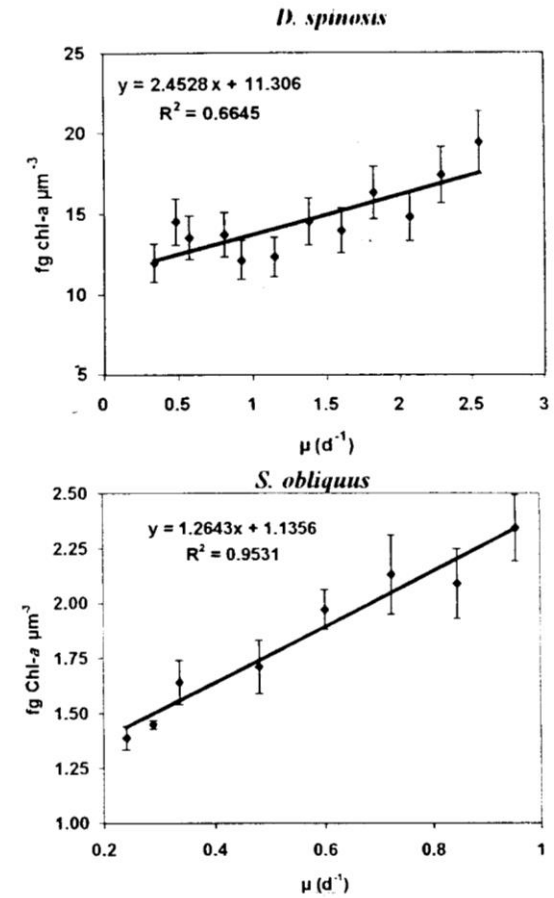 D. spinosis
25
y = 2.4528 x + 11.306
R² = 0.6645
20
15
10
5
fg chl-a µm⁻³
0 0.5 1 1.5 2 2.5 3
µ (d⁻¹)
S. obliquus
2.50
y = 1.2643x + 1.1356
R² = 0.9531
2.25
2.00
1.75
1.50
1.25
1.00
fg Chl-a µm⁻³
0.2 0.4 0.6 0.8 1
µ (d⁻¹)